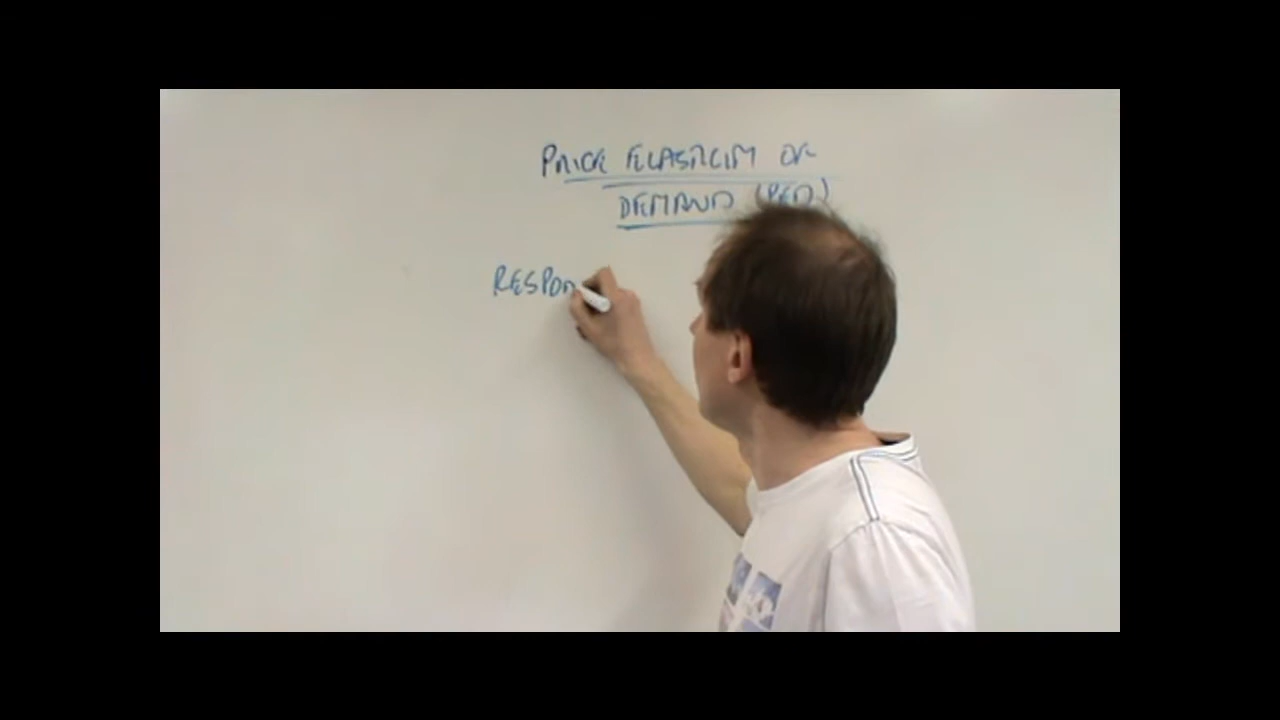 PRICE ELASTICITY OF
DEMAND (PED)
RESPON